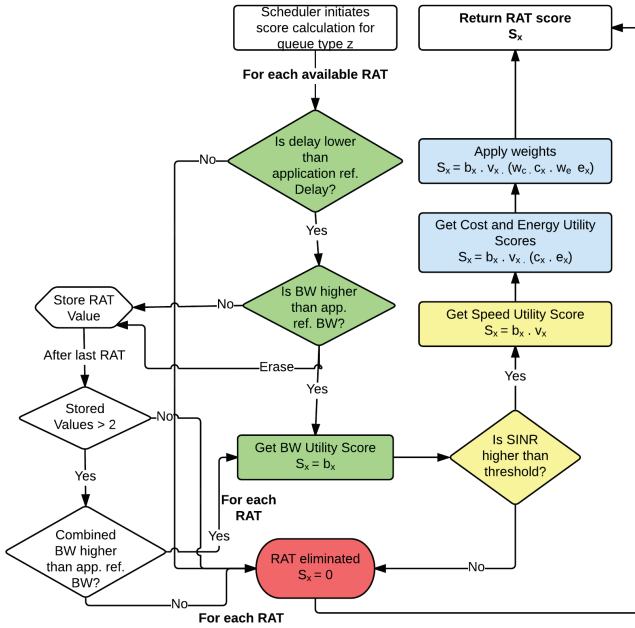 Scheduler initiates
score calculation for
queue type z
For each available RAT
Is delay lower
than
application ref.
Delay?
No
Yes
Is BW higher
than app.
ref. BW?
No
Store RAT
Value
After last RAT
Erase
Yes
Stored
Values > 2
No
Yes
Get BW Utility Score
Sₓ = bₓ
For each
RAT
Combined
BW higher
than app. ref.
BW?
Yes
No
For each RAT
RAT eliminated
Sₓ = 0
Is SINR
higher than
threshold?
No
Yes
Get Speed Utility Score
Sₓ = bₓ . vₓ
Get Cost and Energy Utility
Scores
Sₓ = bₓ . vₓ . (cₓ . eₓ)
Apply weights
Sₓ = bₓ . vₓ . (w꜀ . cₓ . wₑ eₓ)
Return RAT score
Sₓ